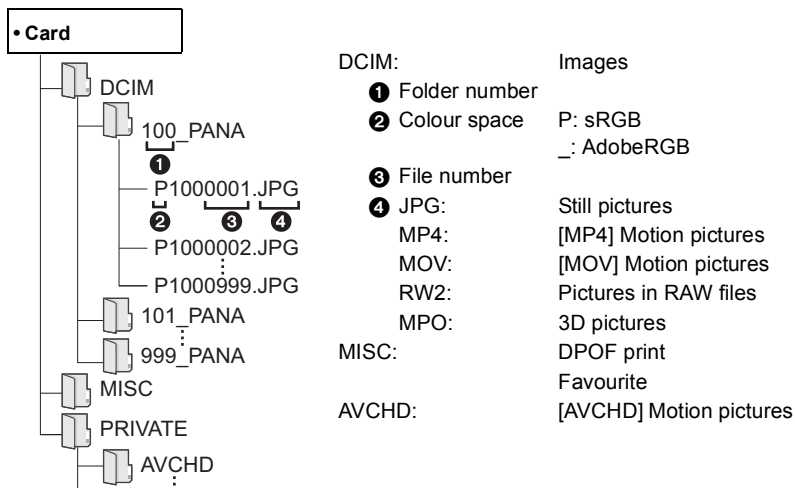 • Card
DCIM
100_PANA
❶
P1000001.JPG
❷ ❸ ❹
P1000002.JPG
P1000999.JPG
101_PANA
999_PANA
MISC
PRIVATE
AVCHD
DCIM: Images
❶ Folder number
❷ Colour space P: sRGB
_: AdobeRGB
❸ File number
❹ JPG: Still pictures
MP4: [MP4] Motion pictures
MOV: [MOV] Motion pictures
RW2: Pictures in RAW files
MPO: 3D pictures
MISC: DPOF print
Favourite
AVCHD: [AVCHD] Motion pictures